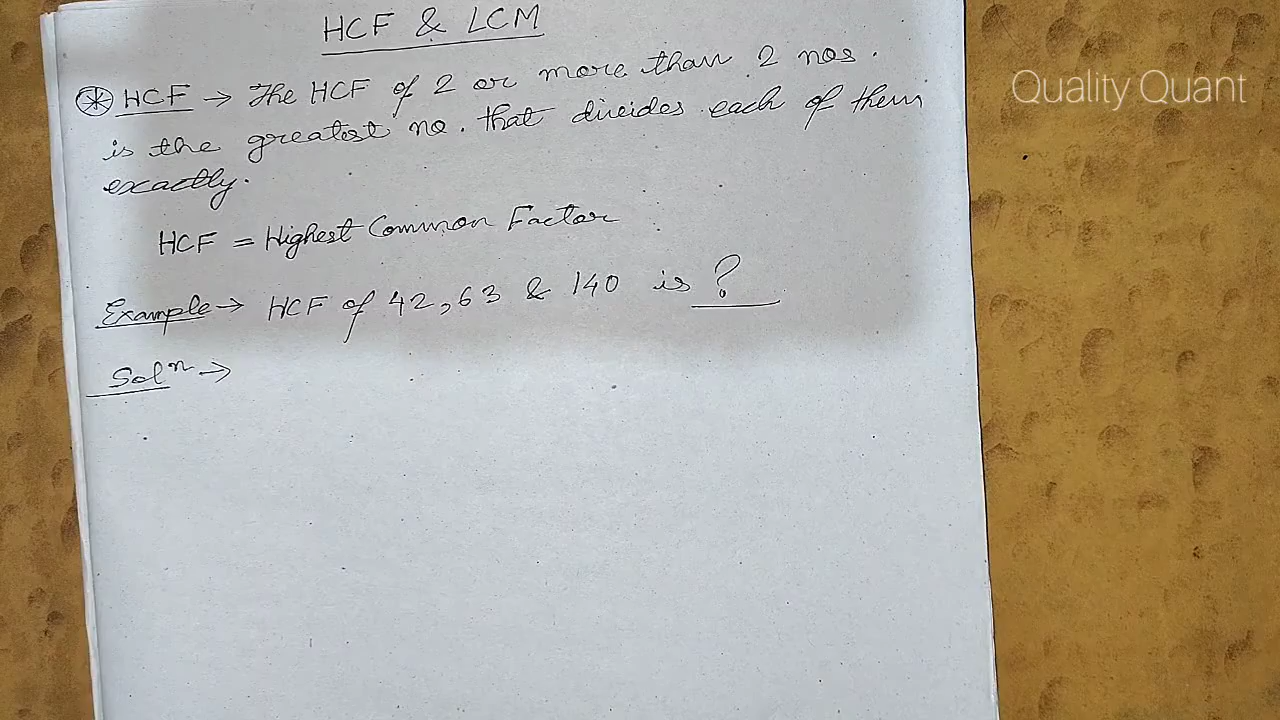 HCF & LCM
HCF → The HCF of 2 or more than 2 nos.
is the greatest no. that divides each of them
exactly.
HCF = Highest Common Factor
Example → HCF of 42, 63 & 140 is ?
Solⁿ →
Quality Quant